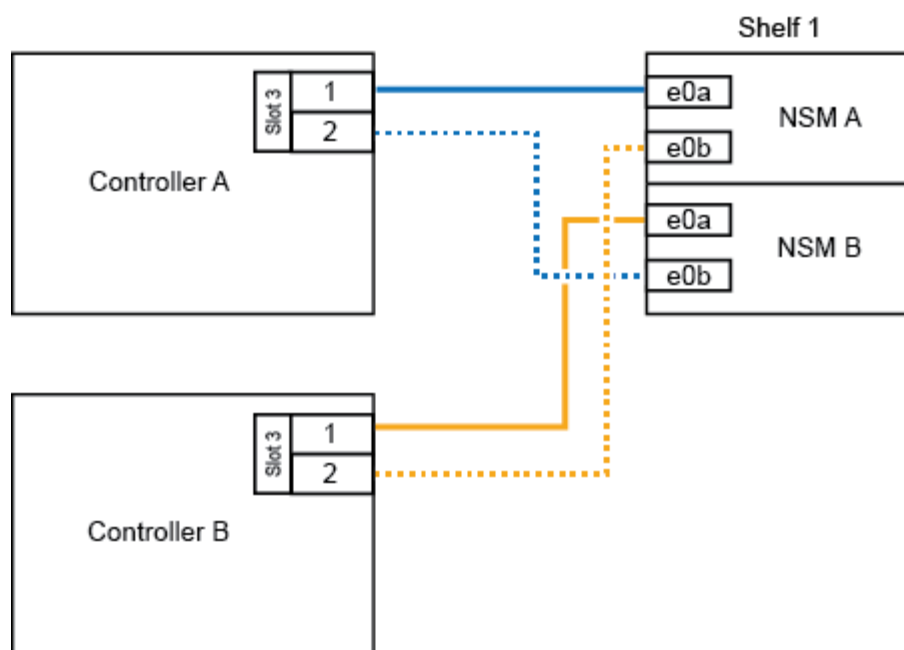 Shelf 1
Slot 3
1
2
Controller A
e0a
e0b
NSM A
e0a
e0b
NSM B
Slot 3
1
2
Controller B